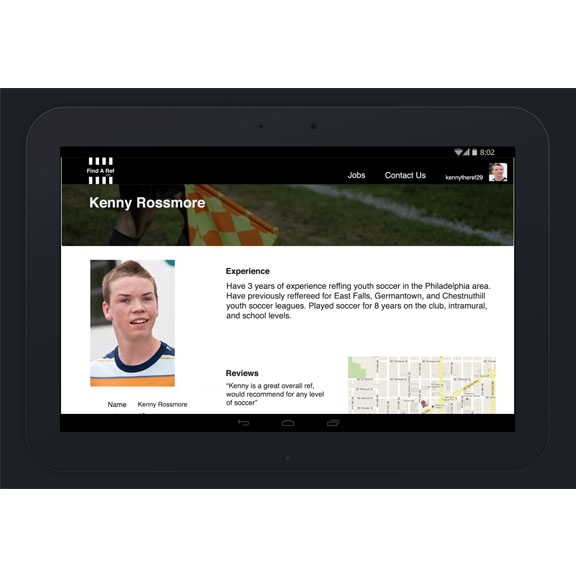 8:02
Find A Ref
Jobs
Contact Us
kennytheref29
Kenny Rossmore
Experience
Have 3 years of experience reffing youth soccer in the Philadelphia area.
Have previously reffereed for East Falls, Germantown, and Chestnuthill
youth soccer leagues. Played soccer for 8 years on the club, intramural,
and school levels.
Reviews
“Kenny is a great overall ref,
would recommend for any level
of soccer”
Name Kenny Rossmore